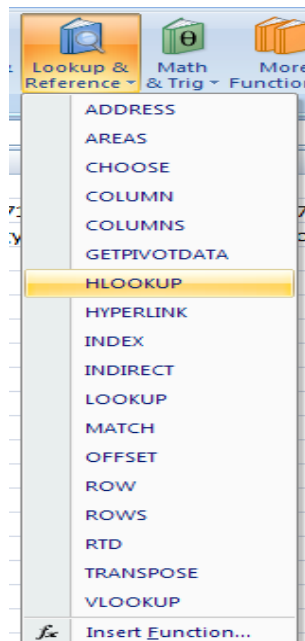 Lookup & Reference
Math & Trig
More
ADDRESS
AREAS
CHOOSE
COLUMN
COLUMNS
GETPIVOTDATA
HLOOKUP
HYPERLINK
INDEX
INDIRECT
LOOKUP
MATCH
OFFSET
ROW
ROWS
RTD
TRANSPOSE
VLOOKUP
fx Insert Function...